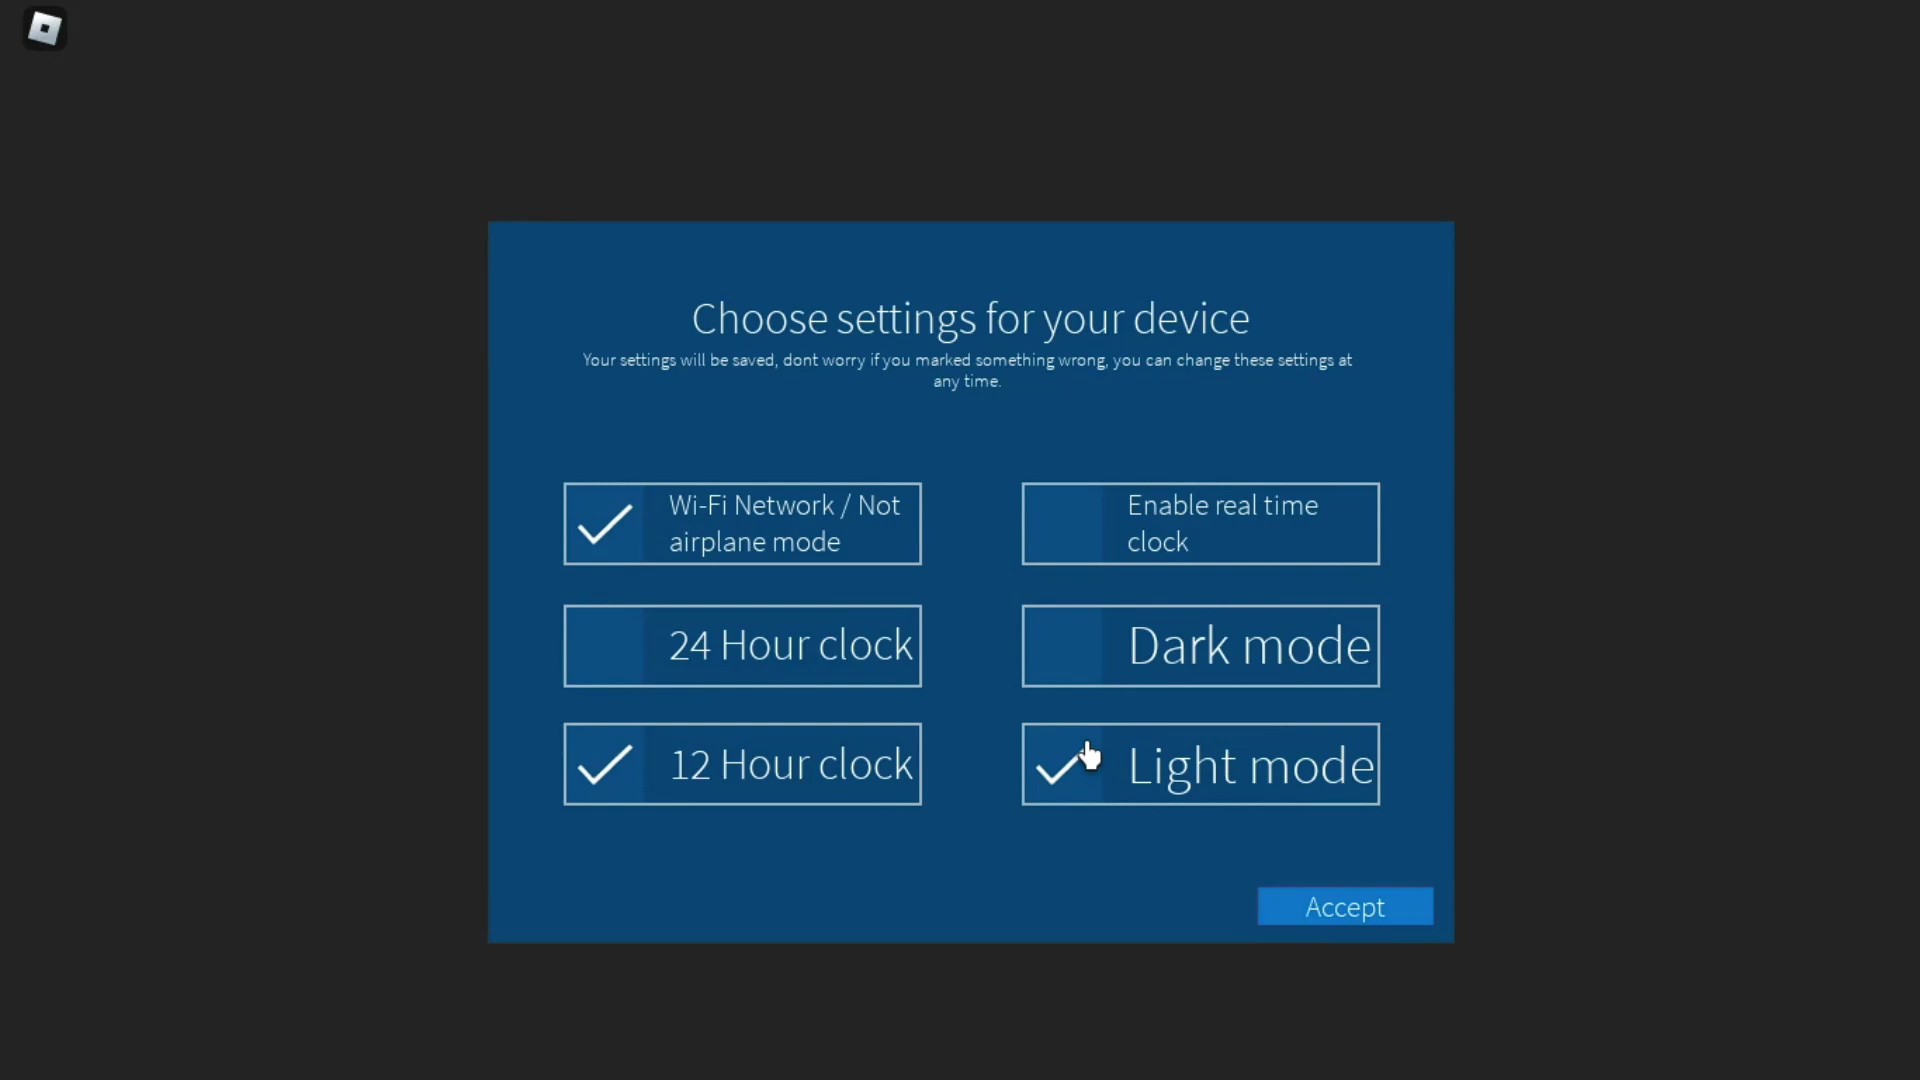 Choose settings for your device
Your settings will be saved, dont worry if you marked something wrong, you can change these settings at
any time.
Wi-Fi Network / Not
airplane mode
Enable real time
clock
24 Hour clock
Dark mode
12 Hour clock
Light mode
Accept